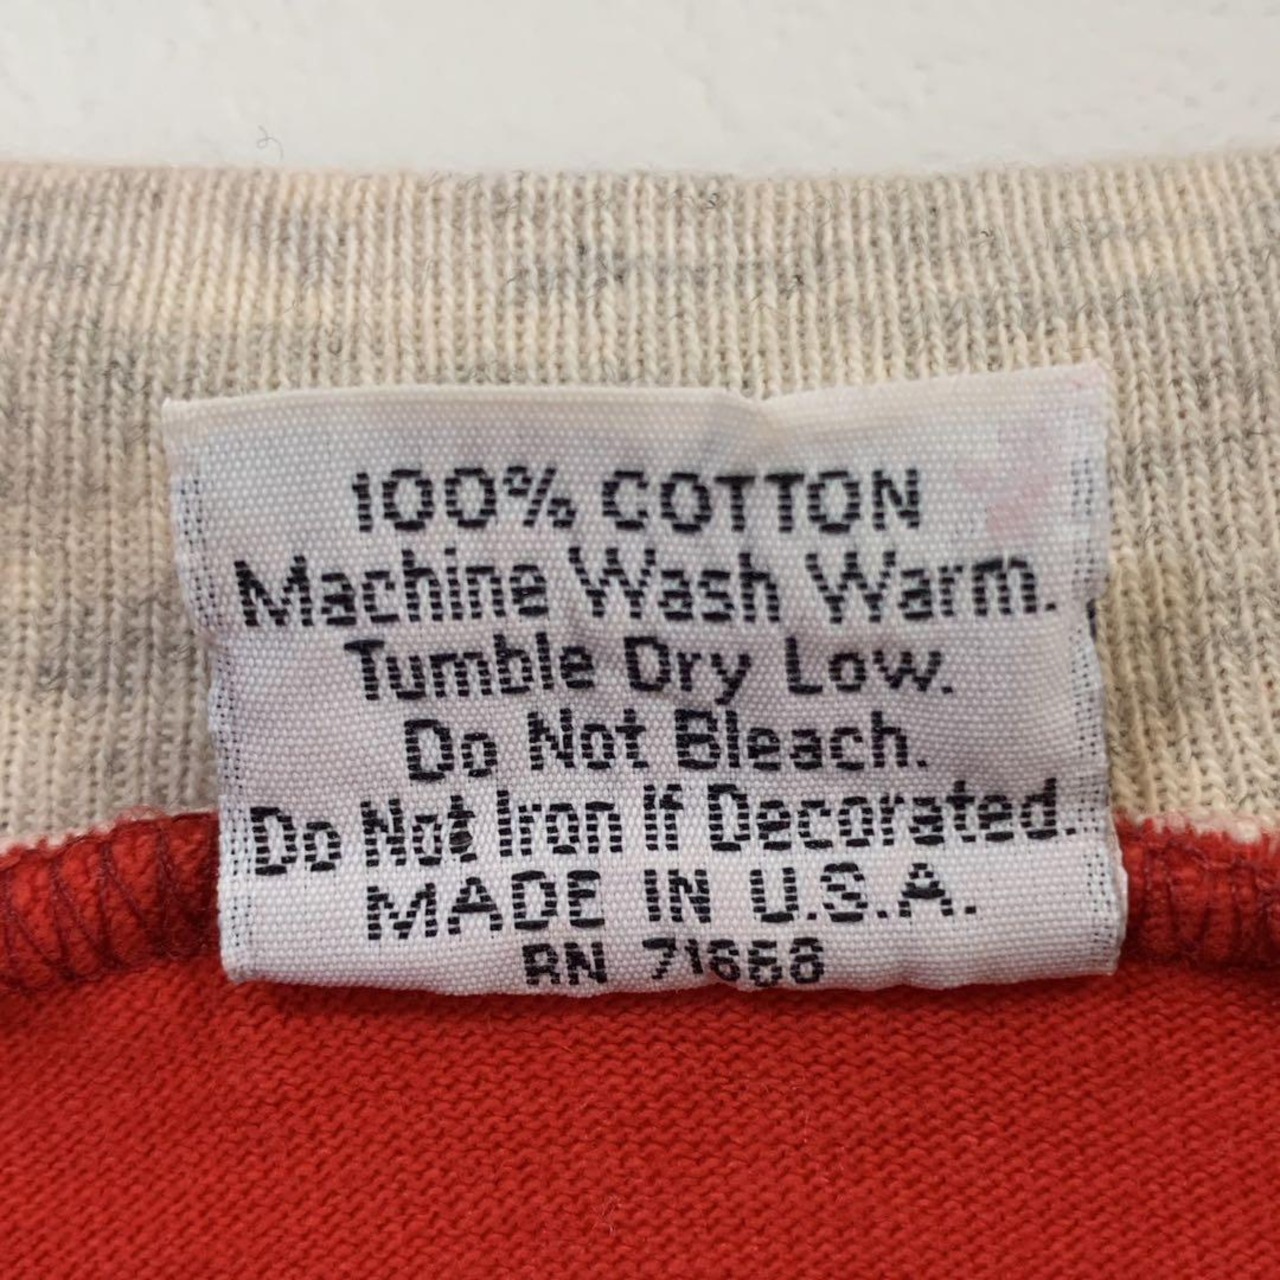 100% COTTON
Machine Wash Warm.
Tumble Dry Low.
Do Not Bleach.
Do Not Iron If Decorated.
MADE IN U.S.A.
RN